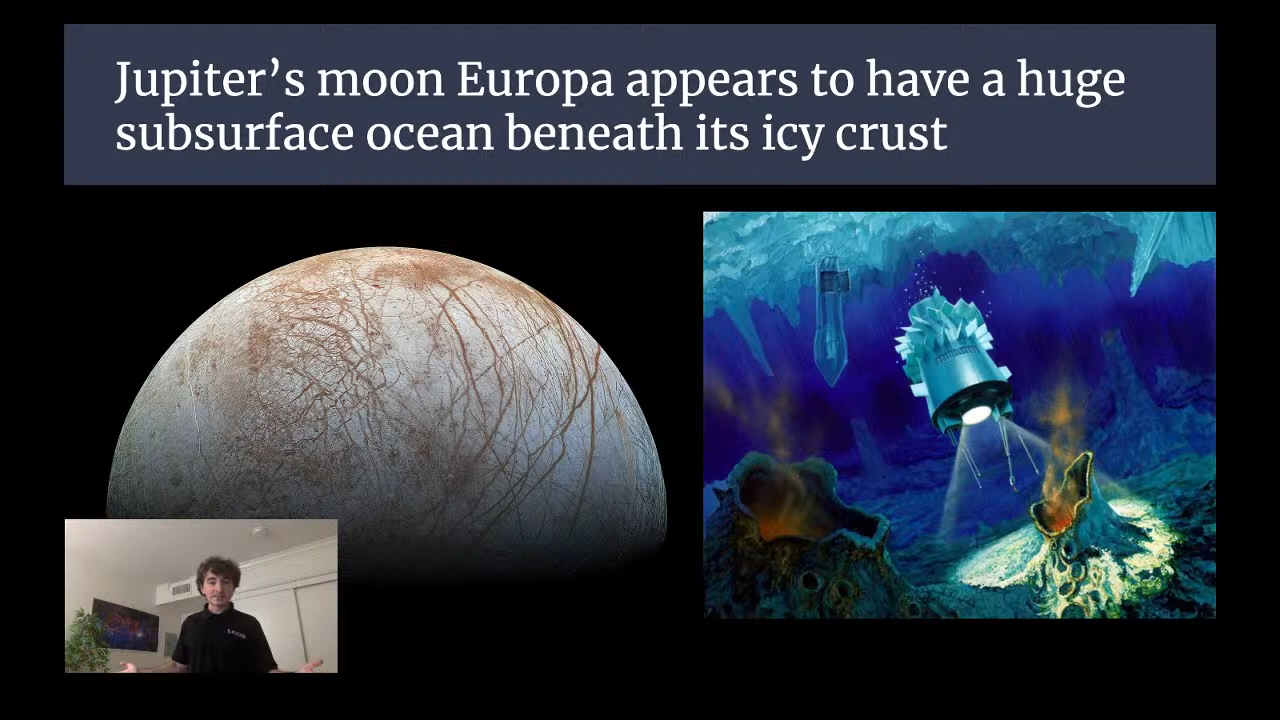 Jupiter’s moon Europa appears to have a huge
subsurface ocean beneath its icy crust